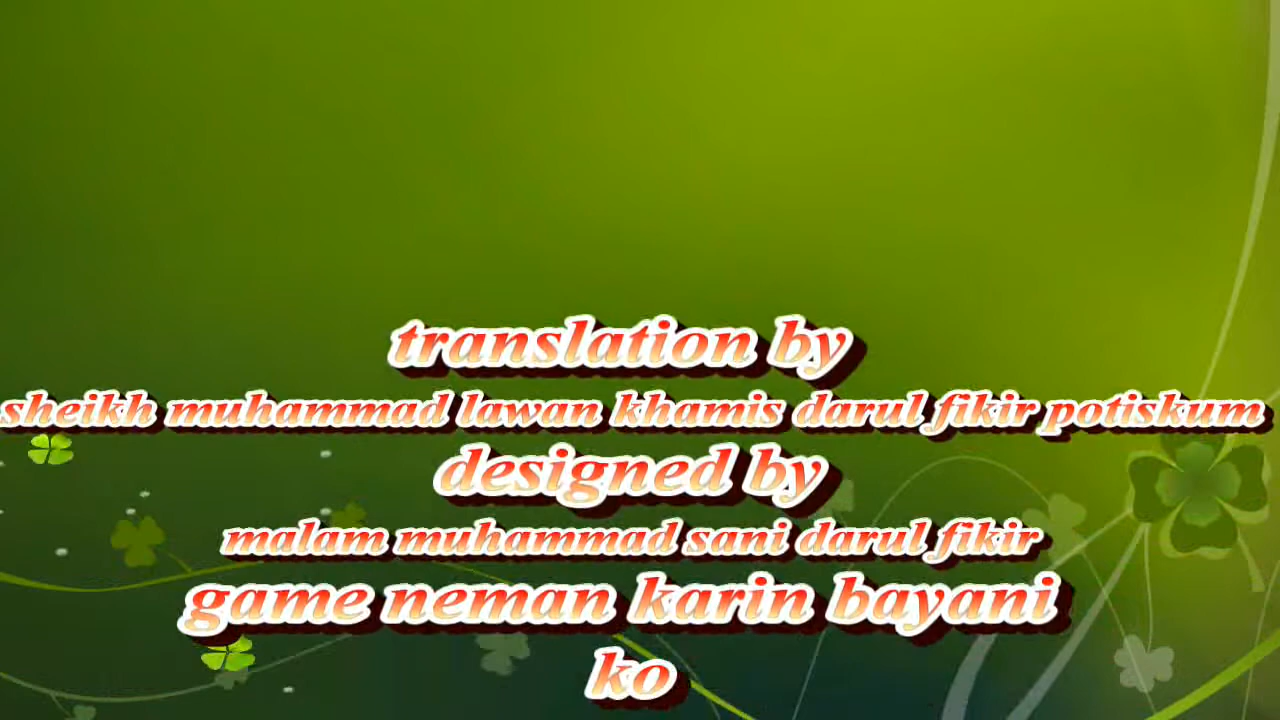 translation by
sheikh muhammad lawan khamis darul fikir potiskum
designed by
malam muhammad sani darul fikir
game neman karin bayani
ko